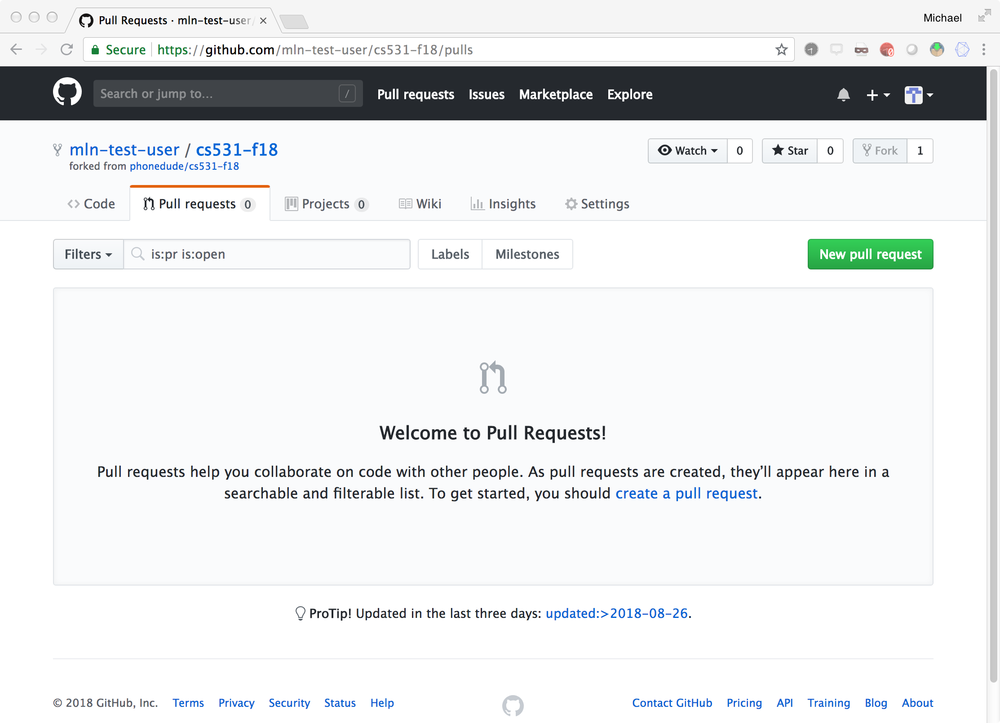 Pull Requests · mln-test-user/
Michael
Secure https://github.com/mln-test-user/cs531-f18/pulls
Search or jump to... / Pull requests Issues Marketplace Explore
mln-test-user / cs531-f18 Watch 0 Star 0 Fork 1
forked from phonedude/cs531-f18
Code Pull requests 0 Projects 0 Wiki Insights Settings
Filters is:pr is:open Labels Milestones New pull request
Welcome to Pull Requests!
Pull requests help you collaborate on code with other people. As pull requests are created, they’ll appear here in a
searchable and filterable list. To get started, you should create a pull request.
ProTip! Updated in the last three days: updated:>2018-08-26.
© 2018 GitHub, Inc. Terms Privacy Security Status Help Contact GitHub Pricing API Training Blog About